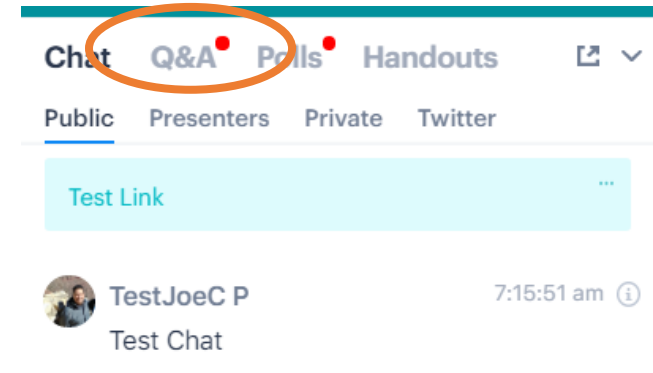 Chat Q&A Polls Handouts
Public Presenters Private Twitter
Test Link ...
TestJoeC P 7:15:51 am
Test Chat